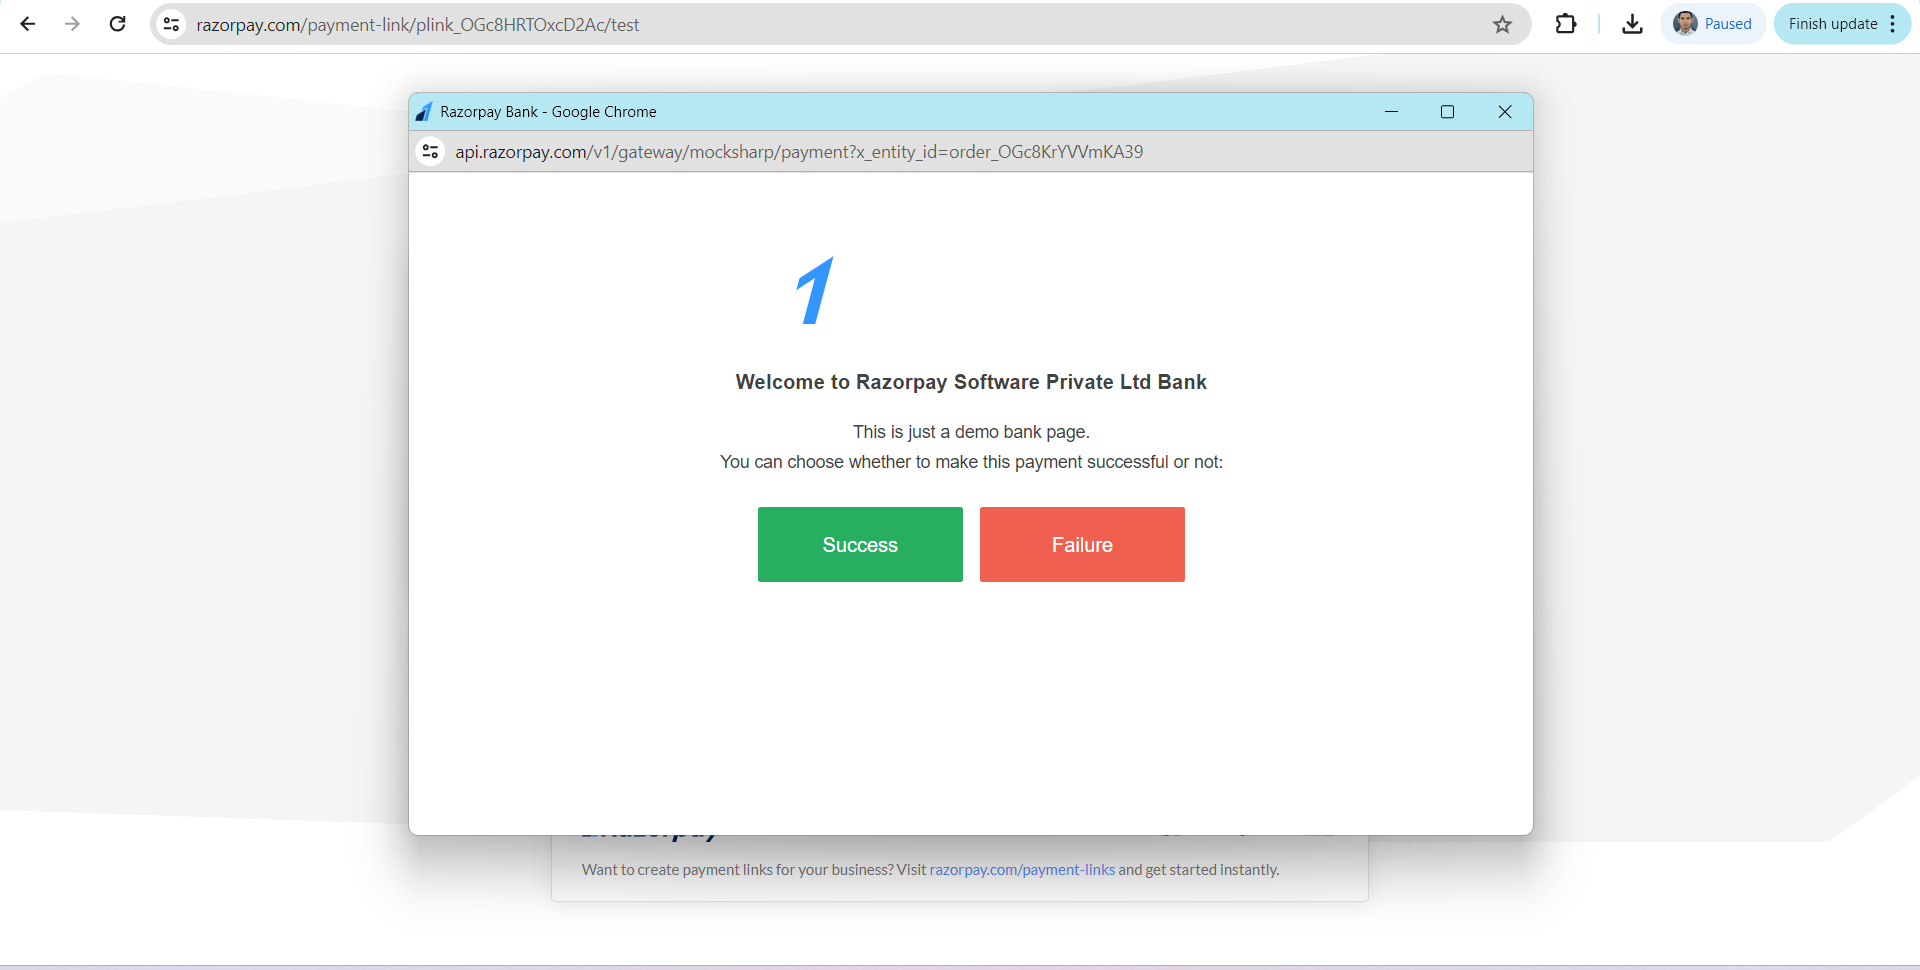 razorpay.com/payment-link/plink_OGc8HRTOxcD2Ac/test
Paused
Finish update
Razorpay Bank - Google Chrome
api.razorpay.com/v1/gateway/mocksharp/payment?x_entity_id=order_OGc8KrYVVmKA39
Welcome to Razorpay Software Private Ltd Bank
This is just a demo bank page.
You can choose whether to make this payment successful or not:
Success
Failure
Want to create payment links for your business? Visit razorpay.com/payment-links and get started instantly.